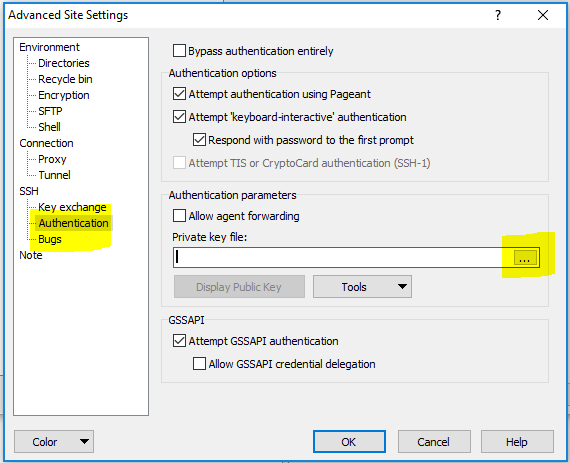 Advanced Site Settings
Environment
Directories
Recycle bin
Encryption
SFTP
Shell
Connection
Proxy
Tunnel
SSH
Key exchange
Authentication
Bugs
Note
Bypass authentication entirely
Authentication options
Attempt authentication using Pageant
Attempt 'keyboard-interactive' authentication
Respond with password to the first prompt
Attempt TIS or CryptoCard authentication (SSH-1)
Authentication parameters
Allow agent forwarding
Private key file:
...
Display Public Key Tools
GSSAPI
Attempt GSSAPI authentication
Allow GSSAPI credential delegation
Color OK Cancel Help